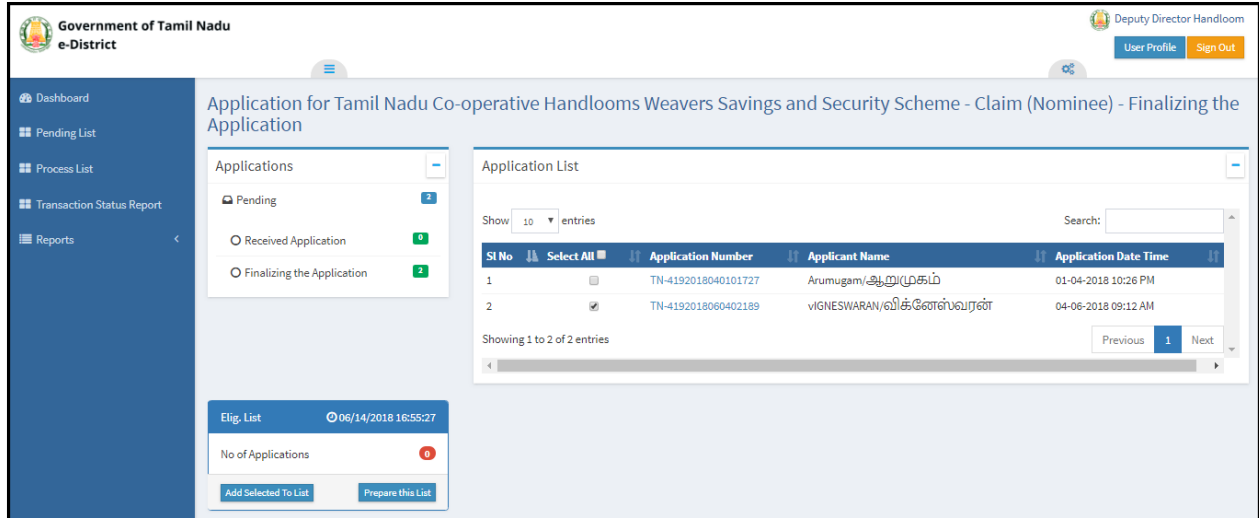 Government of Tamil Nadu
e-District
Deputy Director Handloom
User Profile
Sign Out
Dashboard
Pending List
Process List
Transaction Status Report
Reports
Application for Tamil Nadu Co-operative Handlooms Weavers Savings and Security Scheme - Claim (Nominee) - Finalizing the
Application
Applications
Pending 2
Received Application 0
Finalizing the Application 2
Application List
Show 10 entries
Search:
Sl No Select All Application Number Applicant Name Application Date Time
1 TN-4192018040101727 Arumugam/ஆறுமுகம் 01-04-2018 10:26 PM
2 TN-4192018060402189 vIGNESWARAN/விக்னேஸ்வரன் 04-06-2018 09:12 AM
Showing 1 to 2 of 2 entries
Previous 1 Next
Elig. List 06/14/2018 16:55:27
No of Applications 0
Add Selected To List Prepare this List